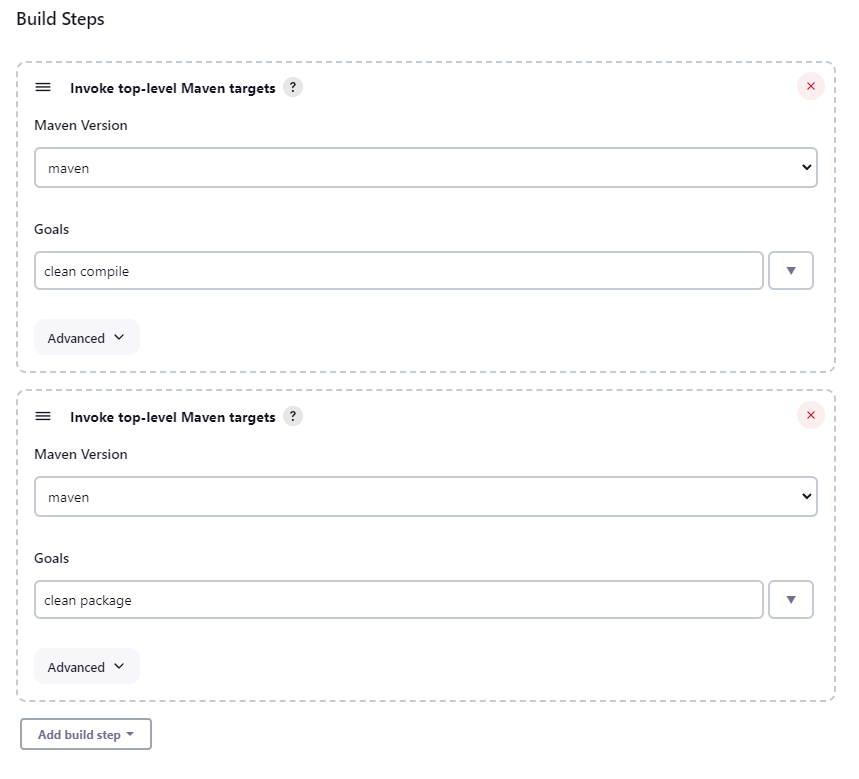 Build Steps
Invoke top-level Maven targets ?
Maven Version
maven
Goals
clean compile
Advanced
Invoke top-level Maven targets ?
Maven Version
maven
Goals
clean package
Advanced
Add build step